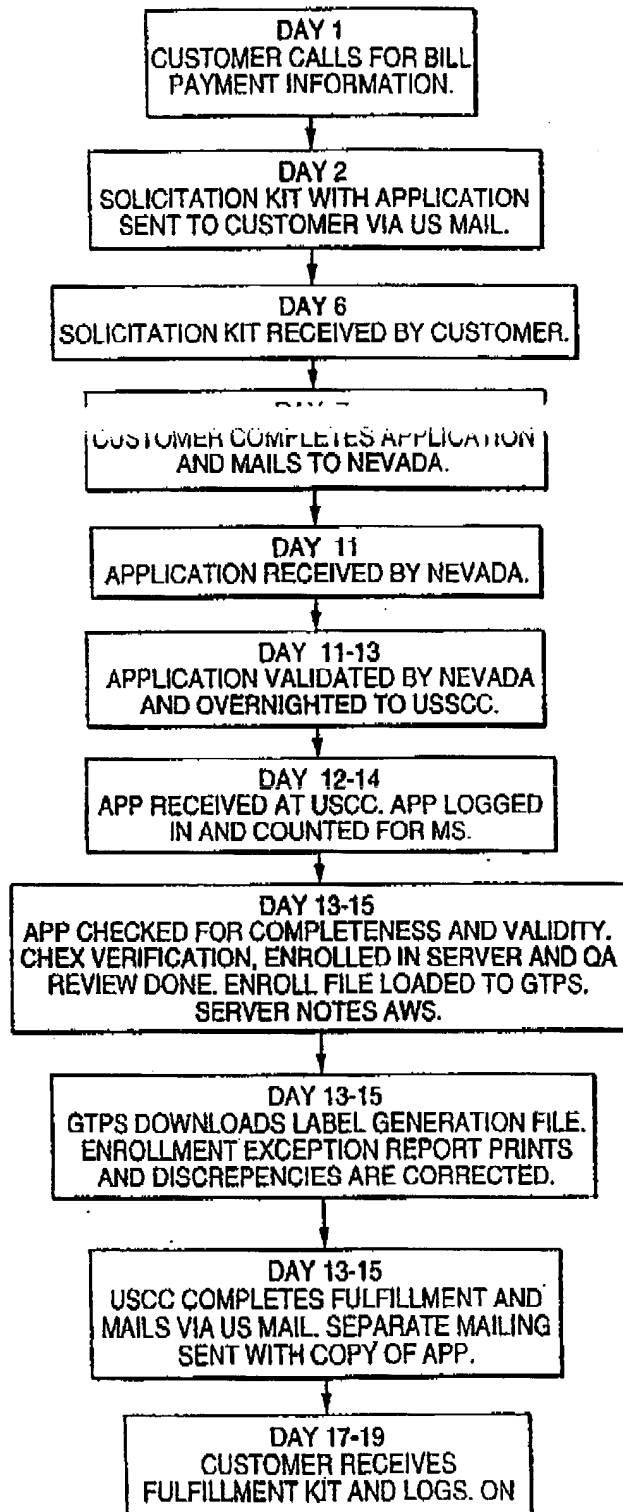 DAY 1
CUSTOMER CALLS FOR BILL
PAYMENT INFORMATION.
DAY 2
SOLICITATION KIT WITH APPLICATION
SENT TO CUSTOMER VIA US MAIL.
DAY 6
SOLICITATION KIT RECEIVED BY CUSTOMER.
CUSTOMER COMPLETES APPLICATION
AND MAILS TO NEVADA.
DAY 11
APPLICATION RECEIVED BY NEVADA.
DAY 11-13
APPLICATION VALIDATED BY NEVADA
AND OVERNIGHTED TO USSCC.
DAY 12-14
APP RECEIVED AT USCC. APP LOGGED
IN AND COUNTED FOR MS.
DAY 13-15
APP CHECKED FOR COMPLETENESS AND VALIDITY.
CHEX VERIFICATION, ENROLLED IN SERVER AND QA
REVIEW DONE. ENROLL FILE LOADED TO GTPS.
SERVER NOTES AWS.
DAY 13-15
GTPS DOWNLOADS LABEL GENERATION FILE.
ENROLLMENT EXCEPTION REPORT PRINTS
AND DISCREPENCIES ARE CORRECTED.
DAY 13-15
USCC COMPLETES FULFILLMENT AND
MAILS VIA US MAIL. SEPARATE MAILING
SENT WITH COPY OF APP.
DAY 17-19
CUSTOMER RECEIVES
FULFILLMENT KIT AND LOGS. ON